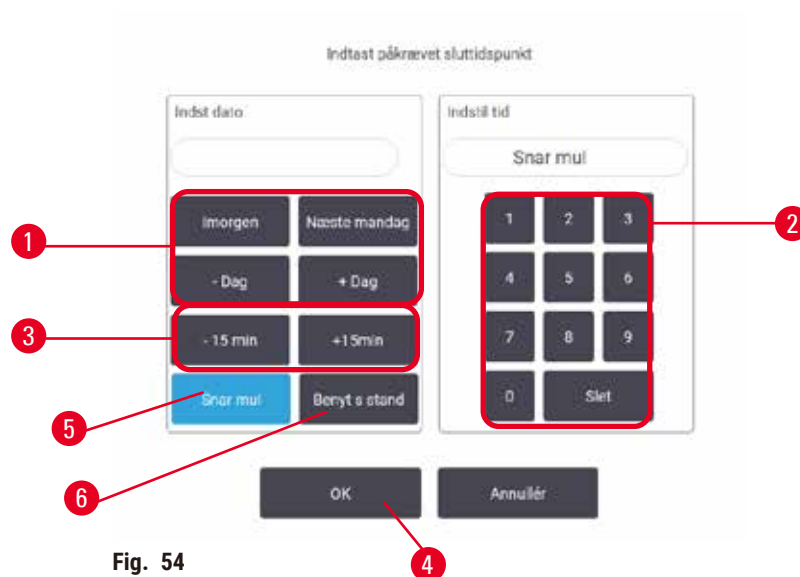 Indtast påkrævet sluttidspunkt
Indst dato
Indstil tid
Snar mul
Imorgen
Næste mandag
- Dag
+ Dag
- 15 min
+15min
Snar mul
Benyt s stand
1
2
3
4
5
6
7
8
9
0
Slet
OK
Annullér
1
2
3
5
6
4
Fig. 54